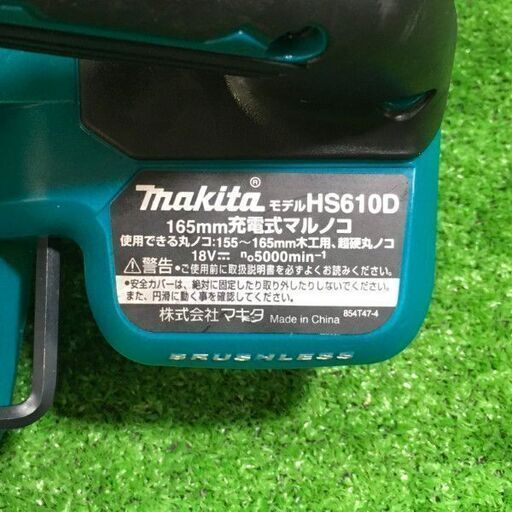 makita® モデルHS610D
165mm充電式マルノコ
使用できる丸ノコ:155～165mm木工用、超硬丸ノコ
18V⎓ n₀5000min⁻¹
⚠警告 •ご使用前に取扱説明書を必ずよくお読みください。
•安全カバーは、絶対に固定したり取り外したりしないでください。
また、円滑に動く事を確認してください。
株式会社マキタ Made in China 854T47-4
BRUSHLESS